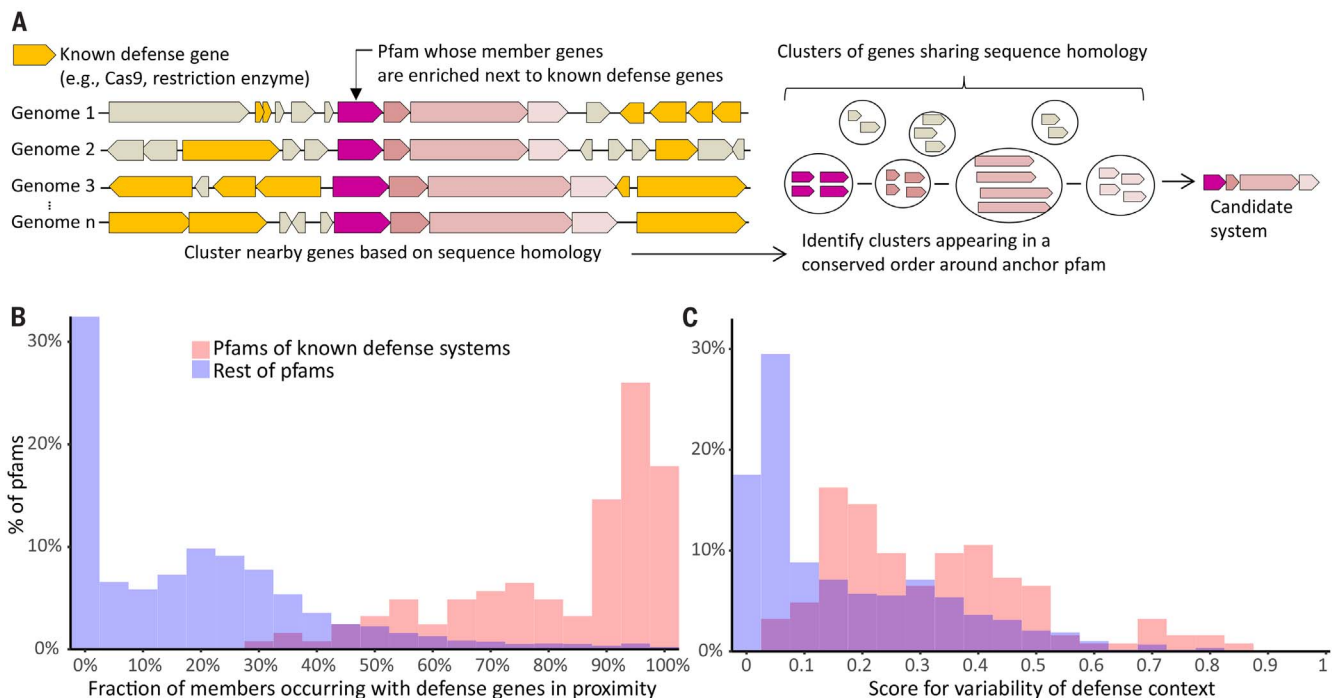 A
Known defense gene
(e.g., Cas9, restriction enzyme)
Pfam whose member genes
are enriched next to known defense genes
Clusters of genes sharing sequence homology
Genome 1
Genome 2
Genome 3
⋮
Genome n
Cluster nearby genes based on sequence homology
Identify clusters appearing in a
conserved order around anchor pfam
Candidate
system
B
30%
20%
10%
0%
% of pfams
Pfams of known defense systems
Rest of pfams
0% 10% 20% 30% 40% 50% 60% 70% 80% 90% 100%
Fraction of members occurring with defense genes in proximity
C
30%
20%
10%
0%
0 0.1 0.2 0.3 0.4 0.5 0.6 0.7 0.8 0.9 1
Score for variability of defense context